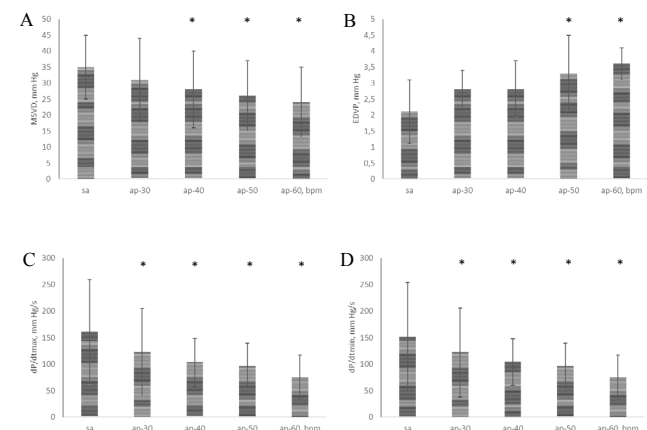 A
MSVD, mm Hg
50
45
40
35
30
25
20
15
10
5
0
* * *
sa ap-30 ap-40 ap-50 ap-60, bpm
B
EDVP, mm Hg
5
4,5
4
3,5
3
2,5
2
1,5
1
0,5
0
* *
sa ap-30 ap-40 ap-50 ap-60, bpm
C
dP/dtmax, mm Hg/s
300
250
200
150
100
50
0
* * * *
sa ap-30 ap-40 ap-50 ap-60 bpm
D
dP/dtmin, mm Hg/s
300
250
200
150
100
50
0
* * * *
sa ap-30 ap-40 ap-50 ap-60 bpm